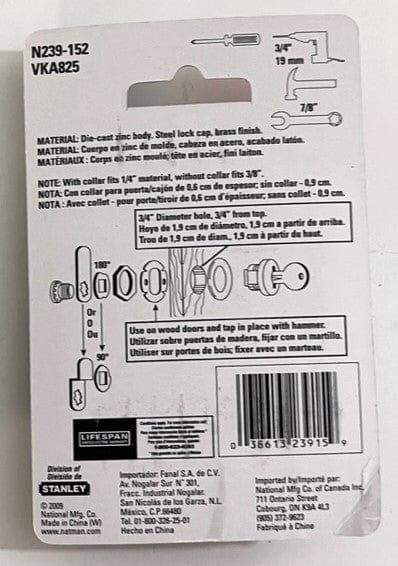 N239-152
VKA825
3/4"
19 mm
7/8"
MATERIAL: Die-cast zinc body. Steel lock cap, brass finish.
MATERIAL: Cuerpo en zinc de molde, cabeza en acero, acabado latón.
MATÉRIAUX : Corps en zinc moulé; tête en acier, fini laiton.
NOTE: With collar fits 1/4" material, without collar fits 3/8".
NOTA: Con collar para puerta/cajón de 0,6 cm de espesor; sin collar - 0,9 cm.
NOTA : Avec collet - pour porte/tiroir de 0,6 cm d'épaisseur; sans collet -0,9 cm.
3/4" Diameter hole, 3/4" from top.
Hoyo de 1,9 cm de diámetro, 1,9 cm a partir de arriba.
Trou de 1,9 cm de diam., 1,9 cm à partir du haut.
180°
Or
O
Ou
90°
Use on wood doors and tap in place with hammer.
Utilizar sobre puertas de madera, fijar con un martillo.
Utiliser sur portes de bois; fixer avec un marteau.
LIFESPAN
0 38613 23915 9
Division of
División de
STANLEY
© 2009
National Mfg. Co.
Made in China (W)
www.natman.com
Importador: Fanal S.A. de C.V.
Av. Nogalar Sur N° 301,
Fracc. Industrial Nogalar.
San Nicolás de los Garza, N.L.
México, C.P.66480
Tel. 01-800-326-25-01
Hecho en China
Imported by/Importé par:
National Mfg Co. of Canada Inc.
711 Ontario Street
Cobourg, ON K9A 4L3
(905) 372-9623
Fabriqué à Chine